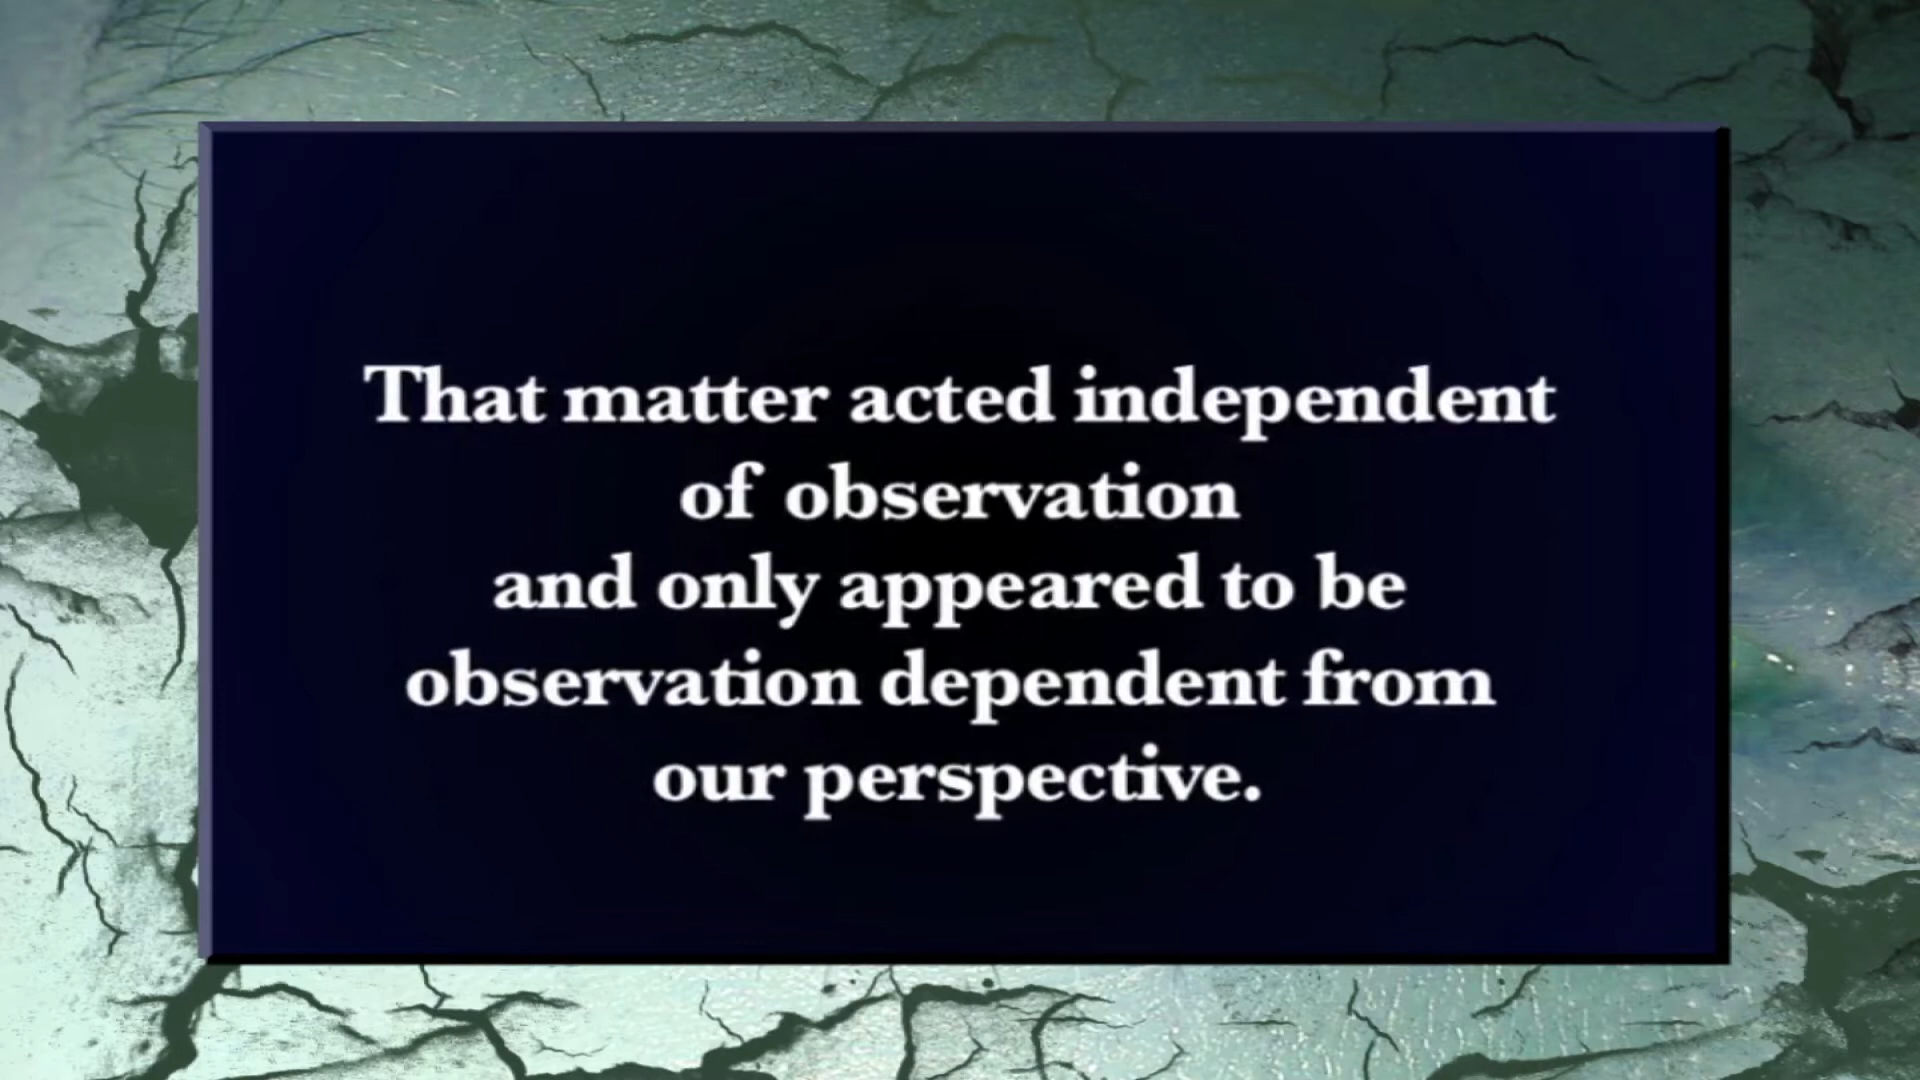 That matter acted independent
of observation
and only appeared to be
observation dependent from
our perspective.